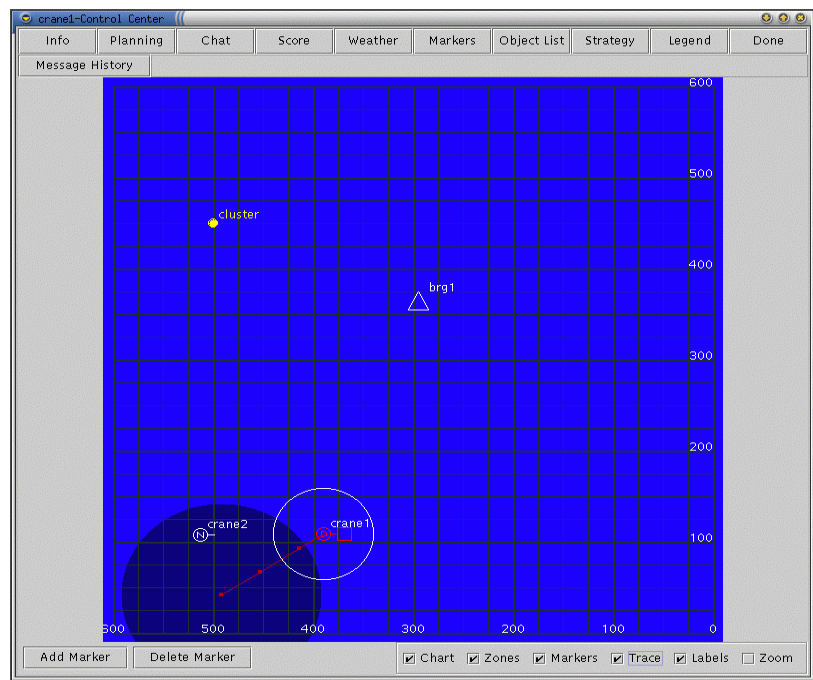 crane1-Control Center
Info Planning Chat Score Weather Markers Object List Strategy Legend Done
Message History
600
500
cluster
400
brg1
300
200
crane2 crane1
N
100
600 500 400 300 200 100 0
Add Marker Delete Marker Chart Zones Markers Trace Labels Zoom